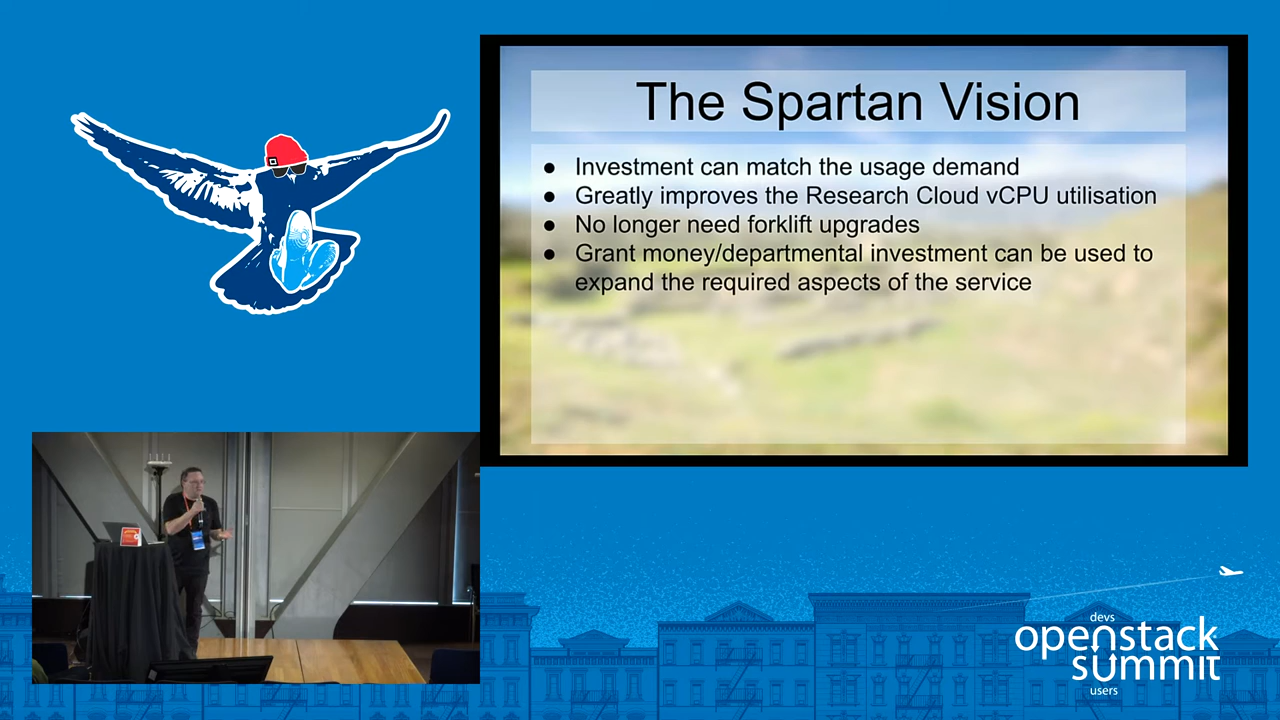 The Spartan Vision
● Investment can match the usage demand
● Greatly improves the Research Cloud vCPU utilisation
● No longer need forklift upgrades
● Grant money/departmental investment can be used to
expand the required aspects of the service
devs
openstack
summit
users